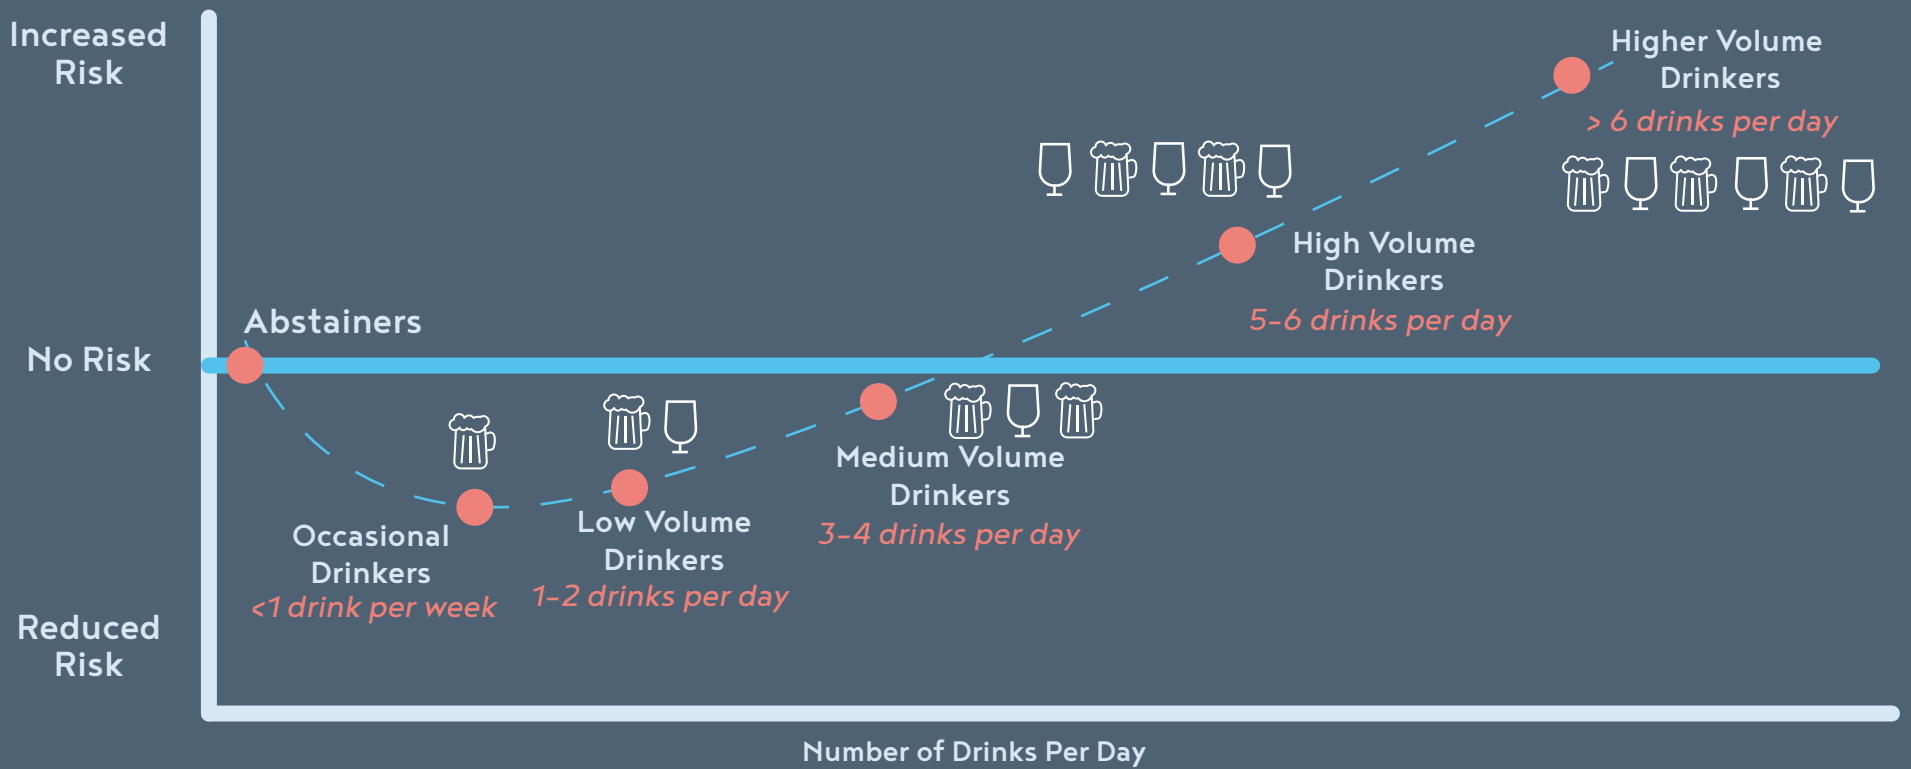 Increased
Risk
No Risk
Reduced
Risk
Abstainers
Occasional
Drinkers
<1 drink per week
Low Volume
Drinkers
1-2 drinks per day
Medium Volume
Drinkers
3-4 drinks per day
High Volume
Drinkers
5-6 drinks per day
Higher Volume
Drinkers
> 6 drinks per day
Number of Drinks Per Day